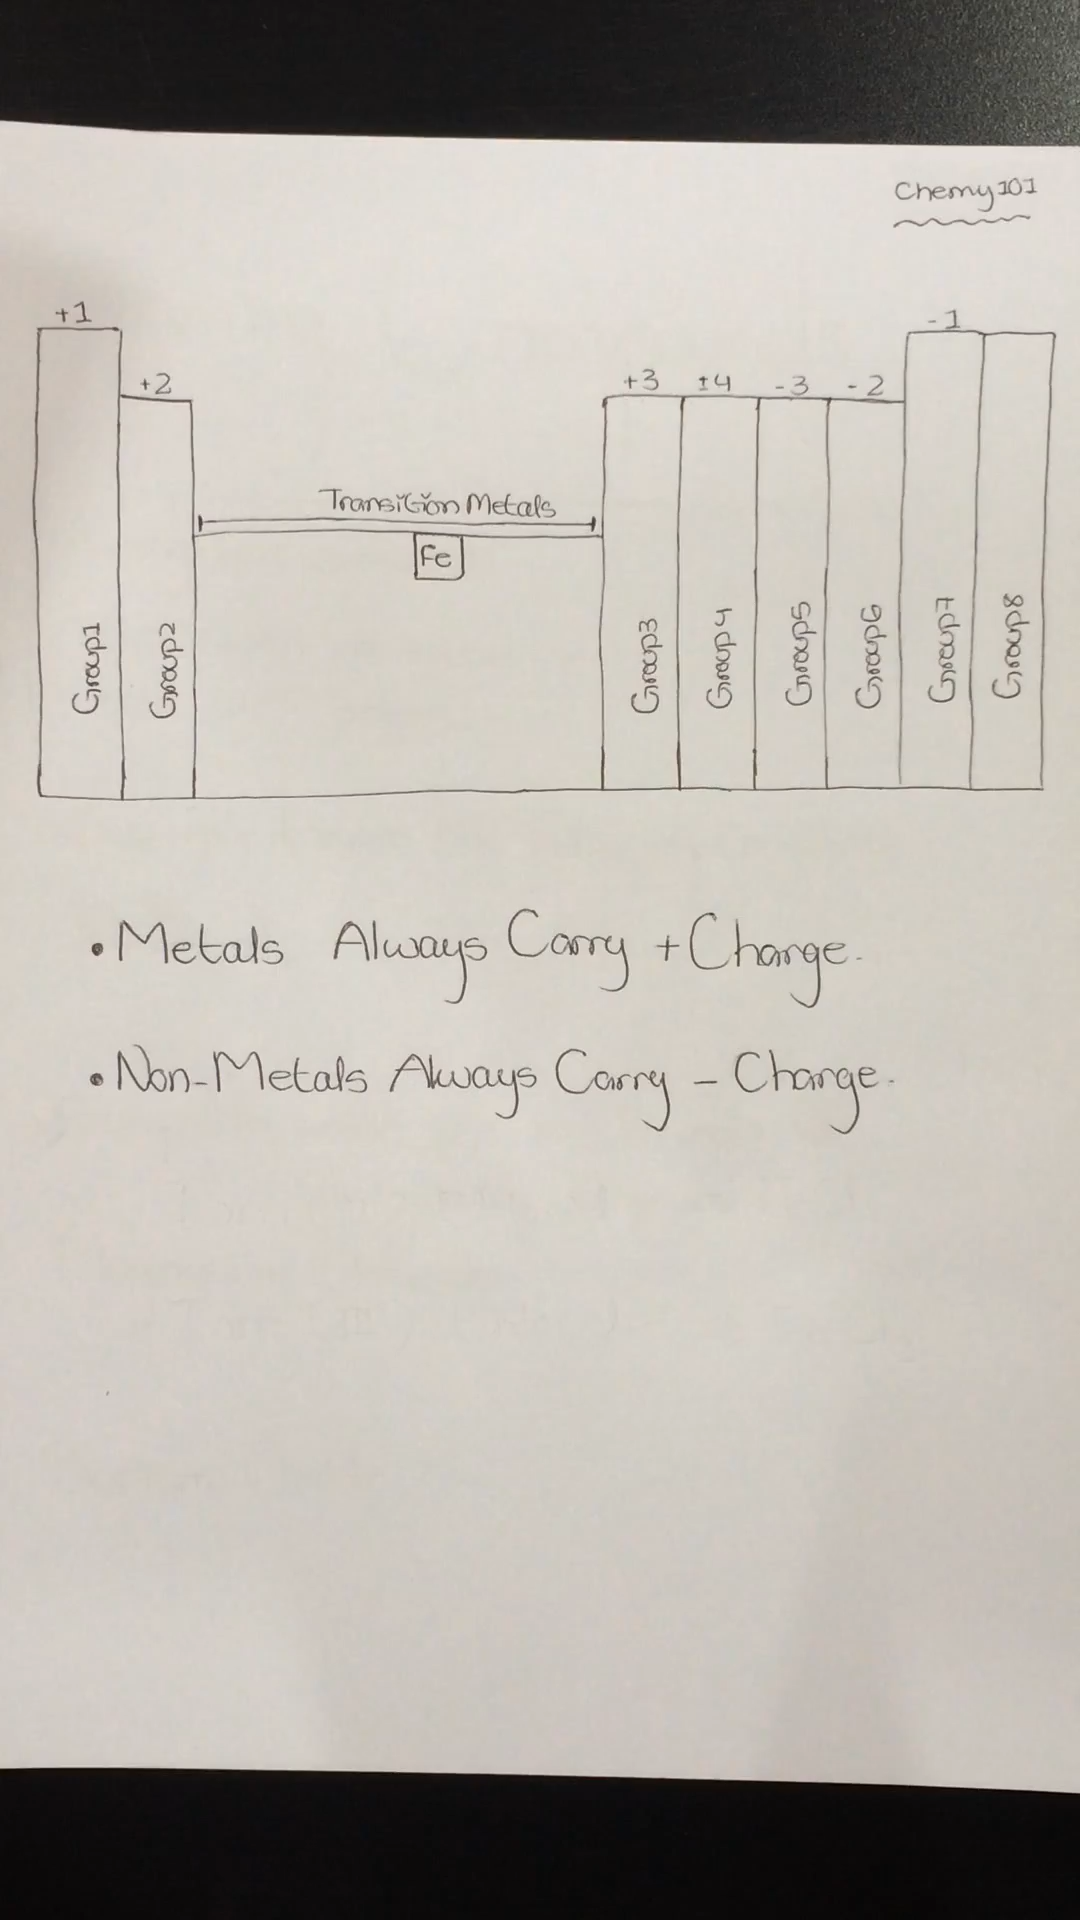 Chemy101
+1
-1
+2
+3
±4
-3
-2
Transition Metals
Fe
Group1
Group2
Group3
Group4
Group5
Group6
Group7
Group8
• Metals Always Carry + Charge.
• Non-Metals Always Carry - Charge.